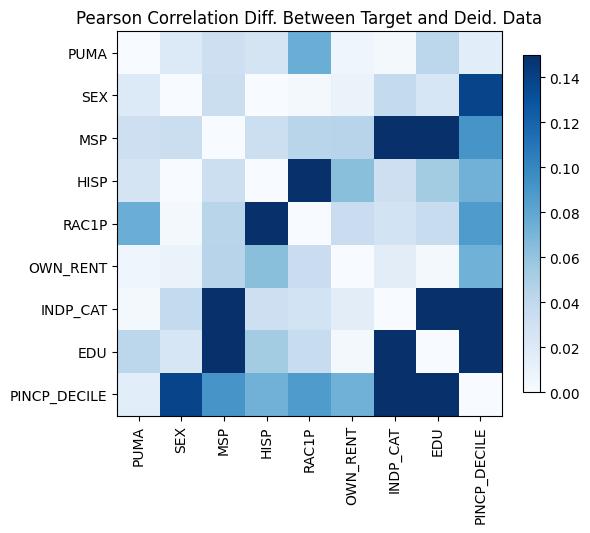 Pearson Correlation Diff. Between Target and Deid. Data
PUMA
SEX
MSP
HISP
RAC1P
OWN_RENT
INDP_CAT
EDU
PINCP_DECILE
PUMA
SEX
MSP
HISP
RAC1P
OWN_RENT
INDP_CAT
EDU
PINCP_DECILE
0.14
0.12
0.10
0.08
0.06
0.04
0.02
0.00